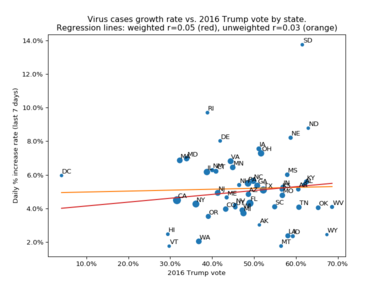 Virus cases growth rate vs. 2016 Trump vote by state.
Regression lines: weighted r=0.05 (red), unweighted r=0.03 (orange)
14.0%
12.0%
10.0%
8.0%
6.0%
4.0%
2.0%
Daily % increase rate (last 7 days)
SD
RI
ND
NE
DE
IA
OH
MD
VA
MN
DC
MS
NC
TX
CA
NY
NJ
ME
FL
SC
TN
OK
WV
OR
AK
HI
VT
WA
MT
WY
10.0%
20.0%
30.0%
40.0%
50.0%
60.0%
70.0%
2016 Trump vote